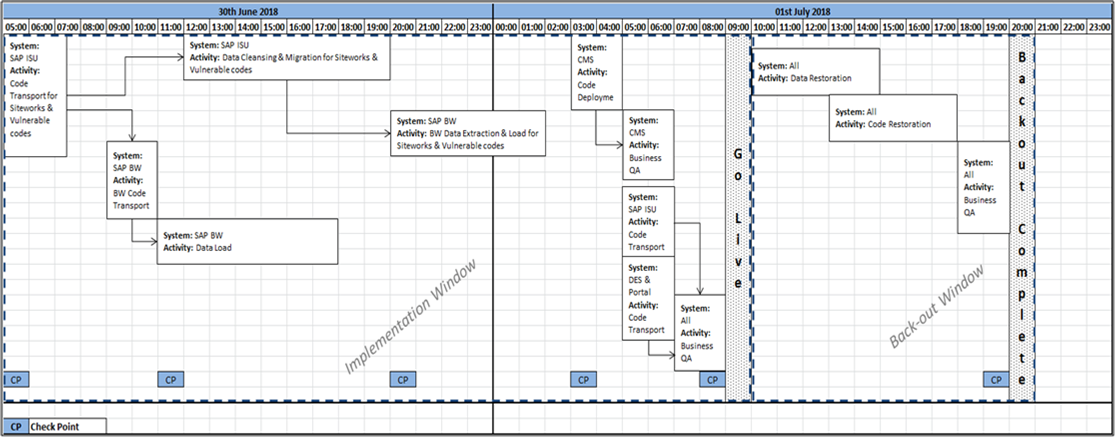 30th June 2018
01st July 2018
05:00 06:00 07:00 08:00 09:00 10:00 11:00 12:00 13:00 14:00 15:00 16:00 17:00 18:00 19:00 20:00 21:00 22:00 23:00 00:00 01:00 02:00 03:00 04:00 05:00 06:00 07:00 08:00 09:00 10:00 11:00 12:00 13:00 14:00 15:00 16:00 17:00 18:00 19:00 20:00 21:00 22:00 23:00
System:
SAP ISU
Activity:
Code
Transport for
Siteworks &
Vulnerable
codes
System: SAP ISU
Activity: Data Cleansing & Migration for Siteworks &
Vulnerable codes
System: SAP BW
Activity: BW Data Extraction & Load for
Siteworks & Vulnerable codes
System:
SAP BW
Activity:
BW Code
Transport
System: SAP BW
Activity: Data Load
System:
CMS
Activity:
Code
Deployme
System:
CMS
Activity:
Business
QA
System:
SAP ISU
Activity:
Code
Transport
System:
DES &
Portal
Activity:
Code
Transport
System:
All
Activity:
Business
QA
Go Live
System: All
Activity: Data Restoration
System: All
Activity: Code Restoration
System:
All
Activity:
Business
QA
Backout Complete
Implementation Window
Back-out Window
CP
CP
CP
CP
CP
CP
CP Check Point